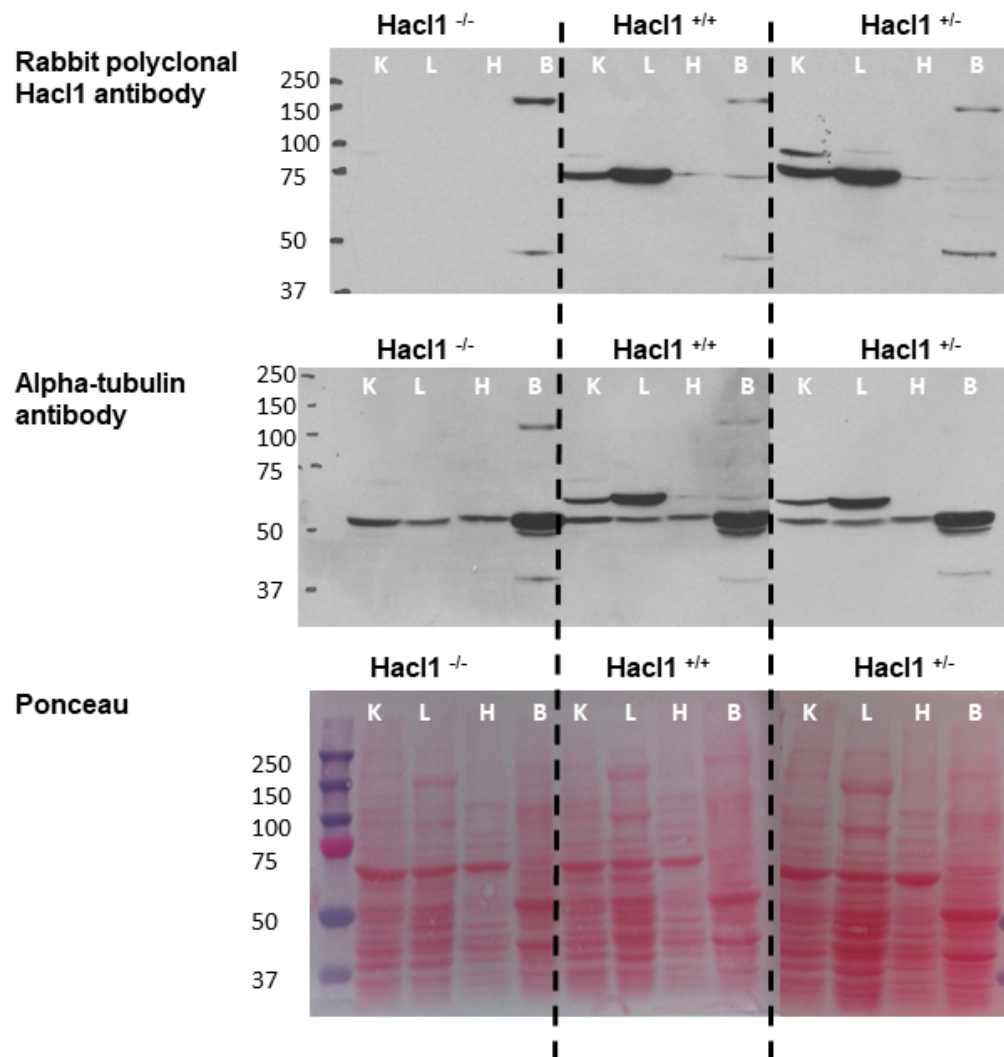 Hacl1 -/- Hacl1 +/+ Hacl1 +/-
Rabbit polyclonal
Hacl1 antibody
K L H B K L H B K L H B
250
150
100
75
50
37
Hacl1 -/- Hacl1 +/+ Hacl1 +/-
Alpha-tubulin
antibody
K L H B K L H B K L H B
250
150
100
75
50
37
Hacl1 -/- Hacl1 +/+ Hacl1 +/-
Ponceau
K L H B K L H B K L H B
250
150
100
75
50
37